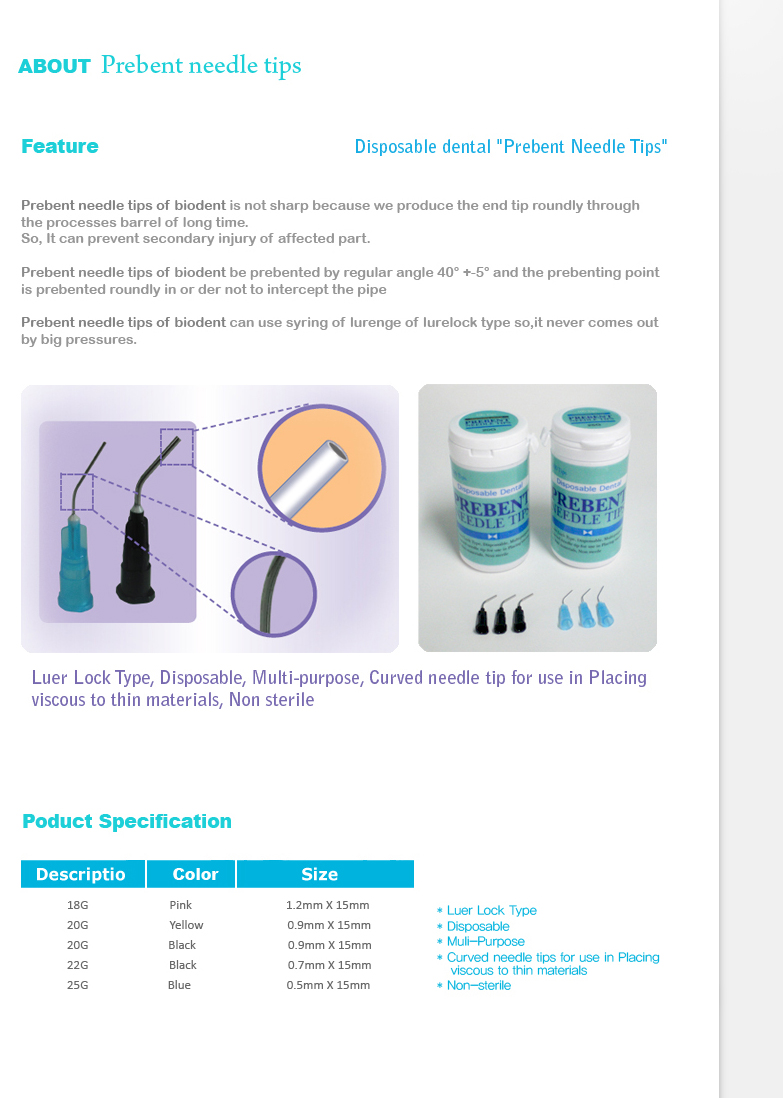 ABOUT Prebent needle tips
Feature
Disposable dental "Prebent Needle Tips"
Prebent needle tips of biodent is not sharp because we produce the end tip roundly through
the processes barrel of long time.
So, It can prevent secondary injury of affected part.
Prebent needle tips of biodent be prebented by regular angle 40° +-5° and the prebenting point
is prebented roundly in or der not to intercept the pipe
Prebent needle tips of biodent can use syring of lurenge of lurelock type so,it never comes out
by big pressures.
PREBENT
PREBENT
Disposable Dental
PREBENT
NEEDLE TIP
Disposable Dental
PREBENT
NEEDLE TIP
Luer Lock Type, Disposable, Multi-purpose, Curved needle tip for use in Placing
viscous to thin materials, Non sterile
Poduct Specification
Descriptio Color Size
18G Pink 1.2mm X 15mm
20G Yellow 0.9mm X 15mm
20G Black 0.9mm X 15mm
22G Black 0.7mm X 15mm
25G Blue 0.5mm X 15mm
* Luer Lock Type
* Disposable
* Muli-Purpose
* Curved needle tips for use in Placing
viscous to thin materials
* Non-sterile